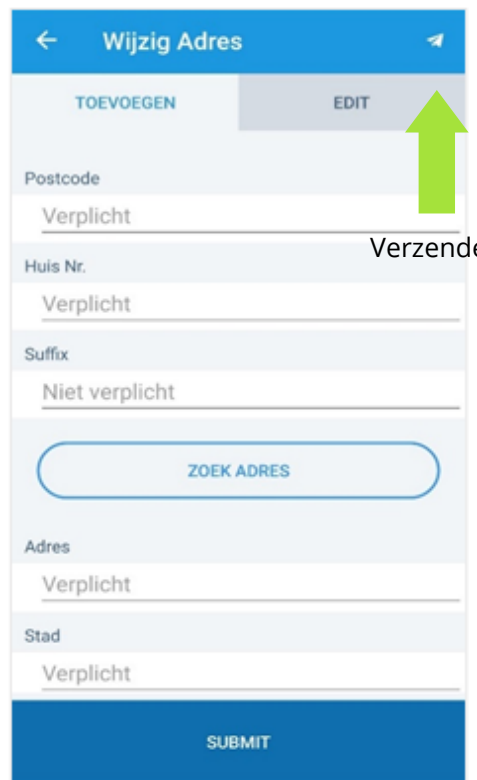 Wijzig Adres
TOEVOEGEN EDIT
Postcode
Verplicht
Verzende
Huis Nr.
Verplicht
Suffix
Niet verplicht
ZOEK ADRES
Adres
Verplicht
Stad
Verplicht
SUBMIT